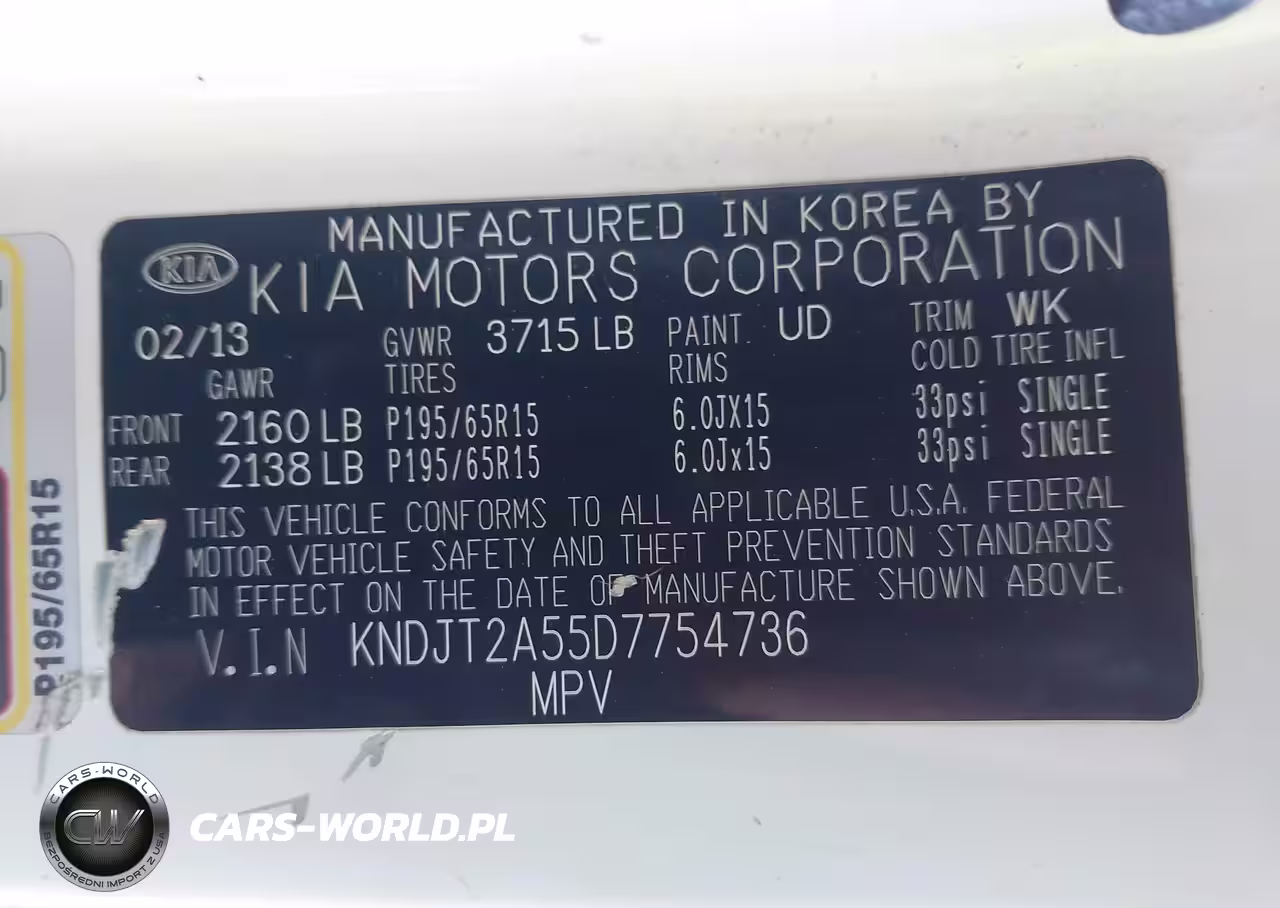 MANUFACTURED IN KOREA BY
KIA KIA MOTORS CORPORATION
02/13 GVWR 3715 LB PAINT UD TRIM WK
GAWR TIRES RIMS COLD TIRE INFL
FRONT 2160 LB P195/65R15 6.0JX15 33psi SINGLE
REAR 2138 LB P195/65R15 6.0Jx15 33psi SINGLE
THIS VEHICLE CONFORMS TO ALL APPLICABLE U.S.A. FEDERAL
MOTOR VEHICLE SAFETY AND THEFT PREVENTION STANDARDS
IN EFFECT ON THE DATE OF MANUFACTURE SHOWN ABOVE.
V.I.N KNDJT2A55D7754736
MPV
P195/65R15
CARS-WORLD
CW
BEZPOŚREDNI IMPORT Z USA
CARS-WORLD.PL